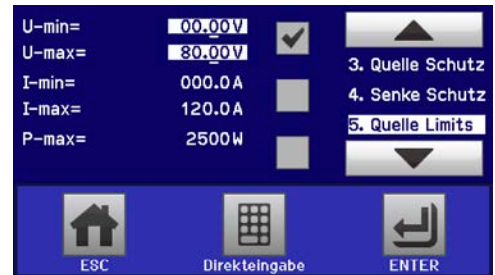 U-min= 00.00V
U-max= 80.00V
I-min= 000.0A
I-max= 120.0A
P-max= 2500W
3. Quelle Schutz
4. Senke Schutz
5. Quelle Limits
ESC
Direkteingabe
ENTER